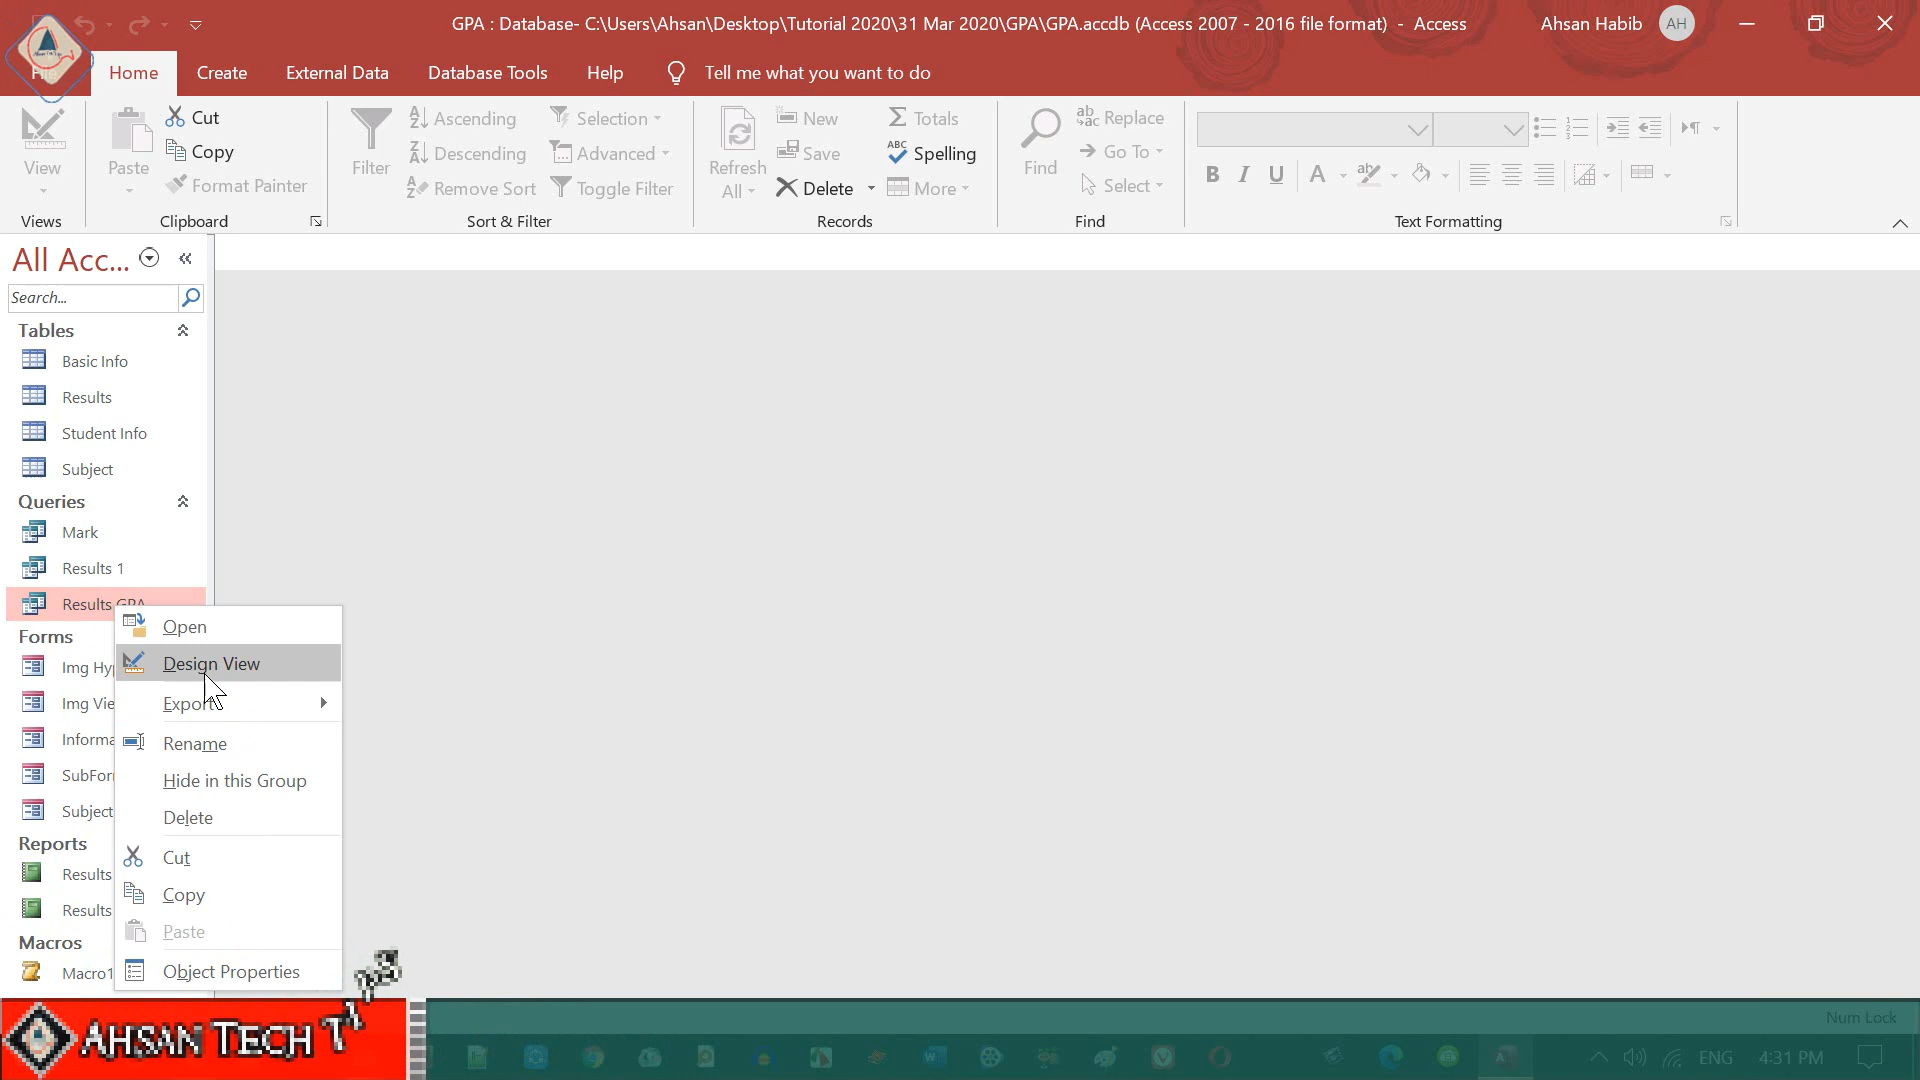 GPA : Database- C:\Users\Ahsan\Desktop\Tutorial 2020\31 Mar 2020\GPA\GPA.accdb (Access 2007 - 2016 file format) - Access
Ahsan Habib
AH
File
Home
Create
External Data
Database Tools
Help
Tell me what you want to do
View
Views
Paste
Cut
Copy
Format Painter
Clipboard
Filter
Ascending
Descending
Remove Sort
Selection
Advanced
Toggle Filter
Sort & Filter
Refresh
All
New
Save
Delete
Totals
Spelling
More
Records
Find
Replace
Go To
Select
Find
B I U A
Text Formatting
All Acc...
Search...
Tables
Basic Info
Results
Student Info
Subject
Queries
Mark
Results 1
Results GPA
Forms
Img Hy
Img Vie
Informa
SubFor
Subject
Reports
Results
Results
Macros
Macro1
Open
Design View
Export
Rename
Hide in this Group
Delete
Cut
Copy
Paste
Object Properties
AHSAN TECH
Num Lock
ENG
4:31 PM